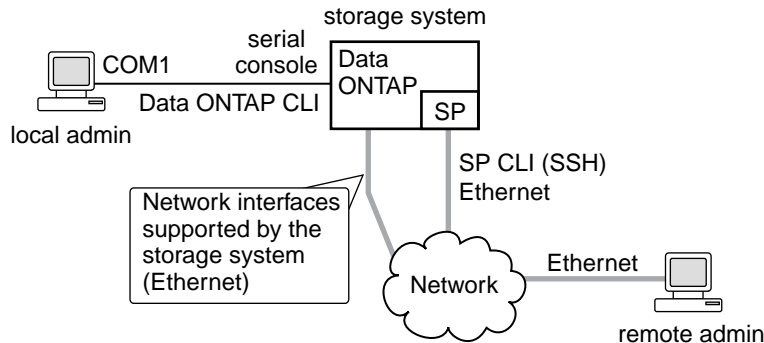 storage system
serial
console
COM1
Data
ONTAP
Data ONTAP CLI
SP
local admin
SP CLI (SSH)
Ethernet
Network interfaces
supported by the
storage system
(Ethernet)
Network
Ethernet
remote admin